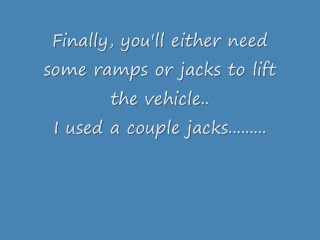 Finally, you'll either need
some ramps or jacks to lift
the vehicle..
I used a couple jacks.........